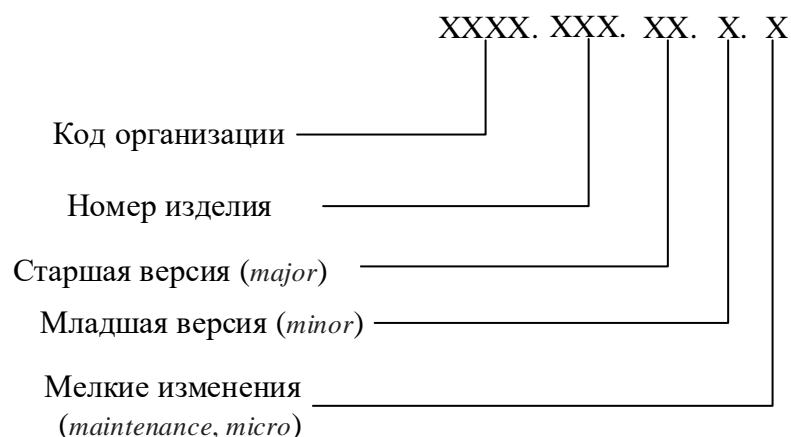 XXXX. XXX. XX. X. X
Код организации
Номер изделия
Старшая версия (major)
Младшая версия (minor)
Мелкие изменения
(maintenance, micro)